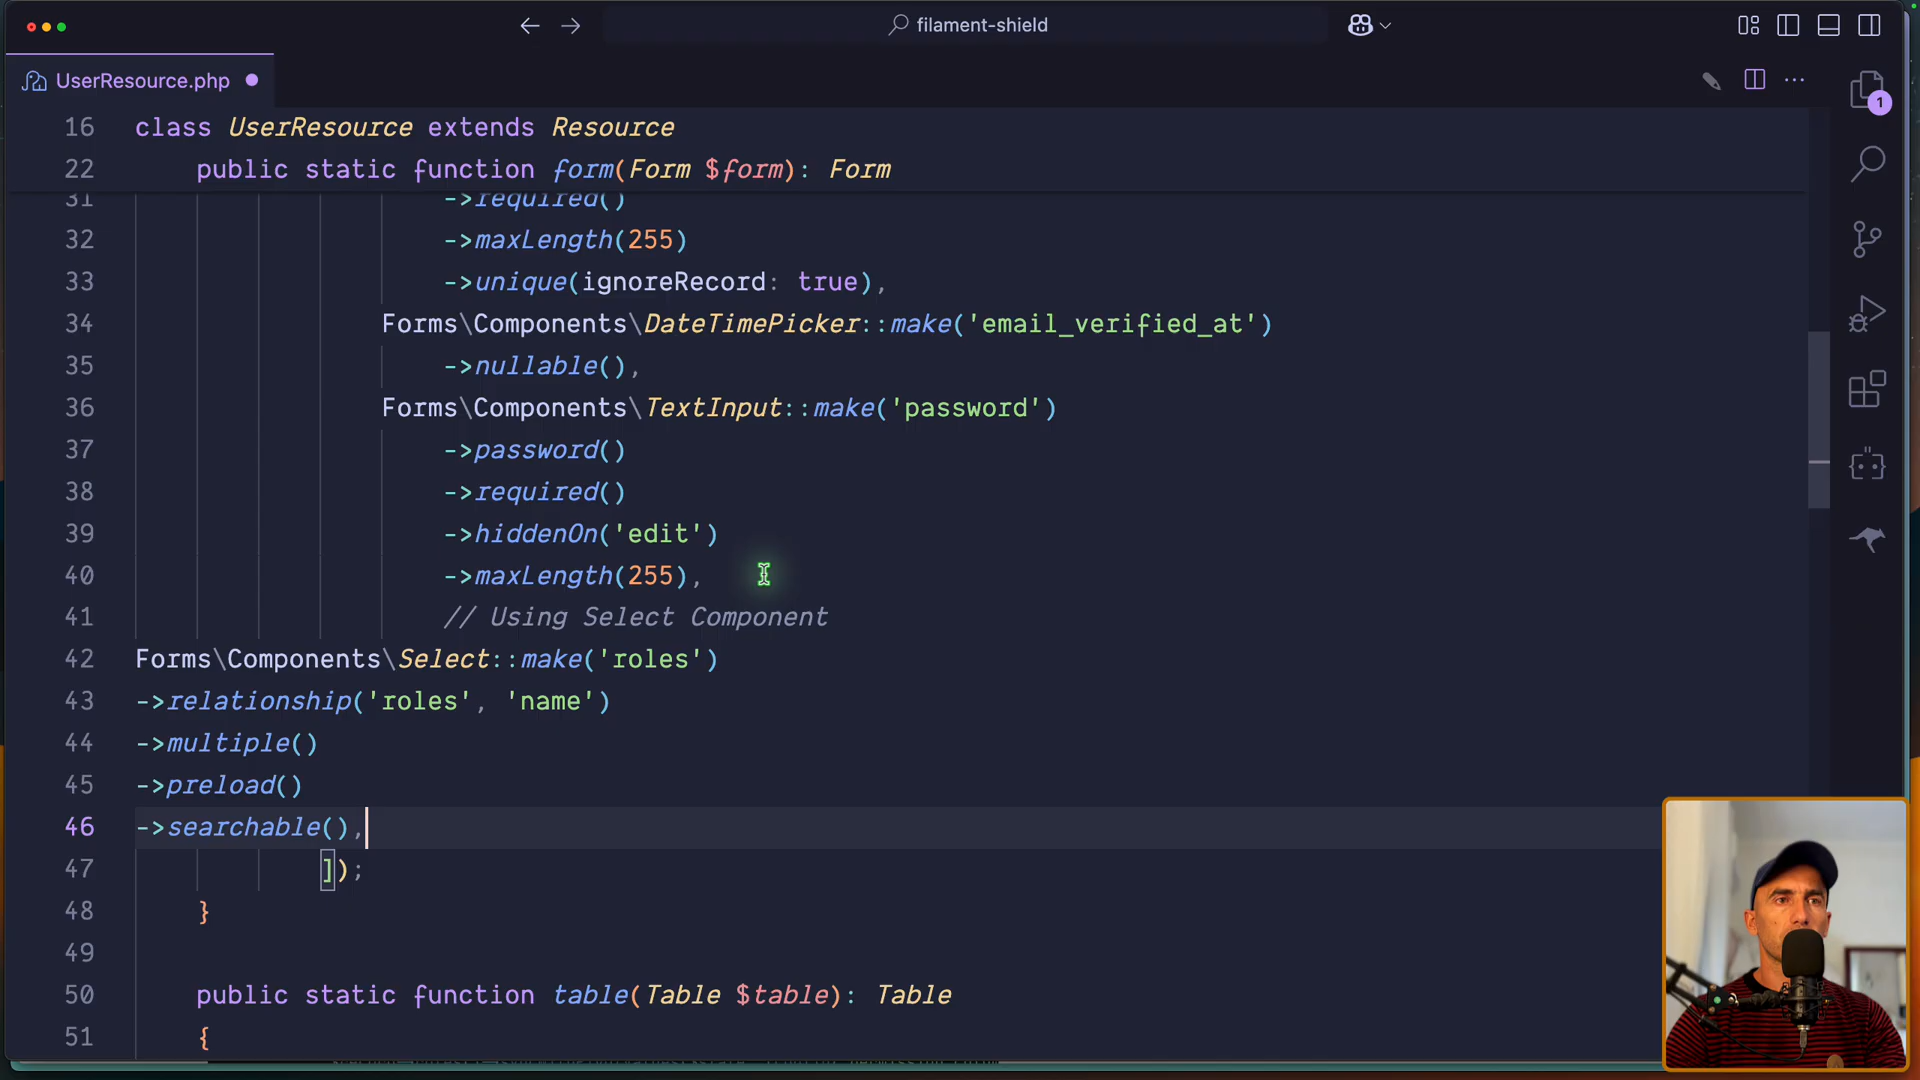 filament-shield
UserResource.php
1
16 class UserResource extends Resource
22 public static function form(Form $form): Form
31 ->required()
32 ->maxLength(255)
33 ->unique(ignoreRecord: true),
34 Forms\Components\DateTimePicker::make('email_verified_at')
35 ->nullable(),
36 Forms\Components\TextInput::make('password')
37 ->password()
38 ->required()
39 ->hiddenOn('edit')
40 ->maxLength(255),
41 // Using Select Component
42 Forms\Components\Select::make('roles')
43 ->relationship('roles', 'name')
44 ->multiple()
45 ->preload()
46 ->searchable(),
47 ]);
48 }
49
50 public static function table(Table $table): Table
51 {